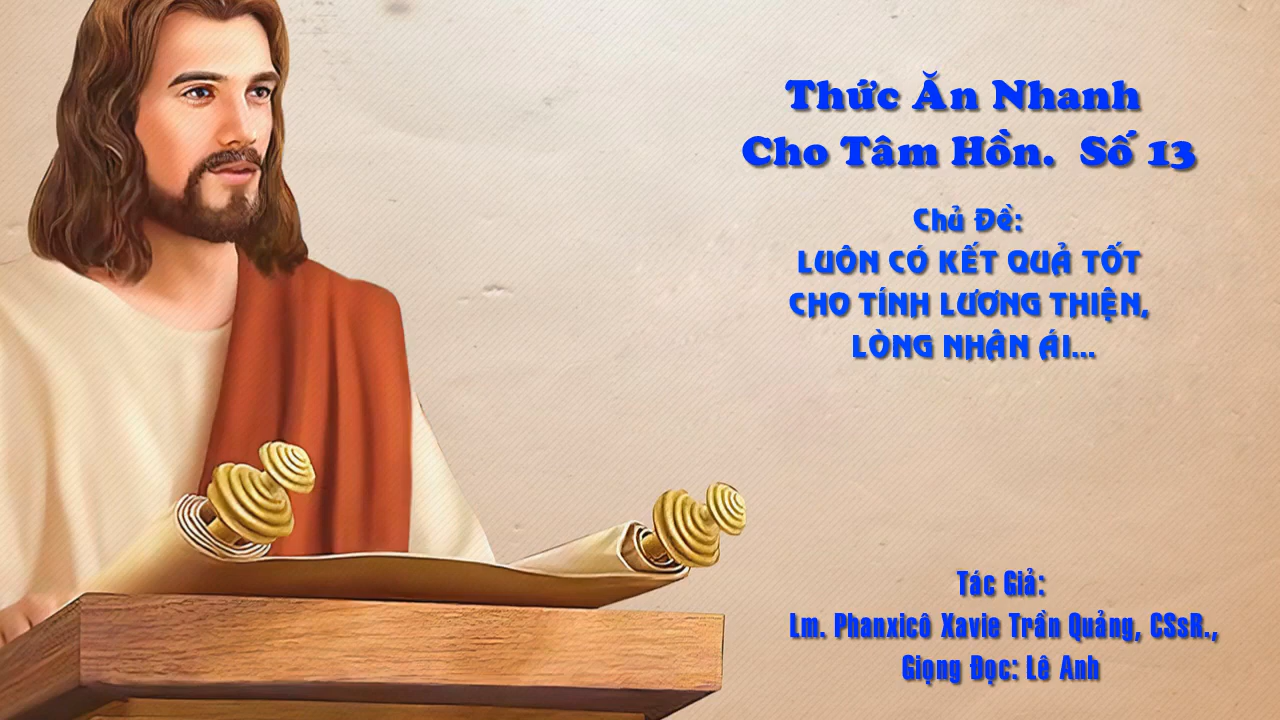 Thức Ăn Nhanh
Cho Tâm Hồn. Số 13
Chủ Đề:
LUÔN CÓ KẾT QUẢ TỐT
CHO TÍNH LƯƠNG THIỆN,
LÒNG NHÂN ÁI...
Tác Giả:
Lm. Phanxicô Xavie Trần Quảng, CSsR.,
Giọng Đọc: Lê Anh